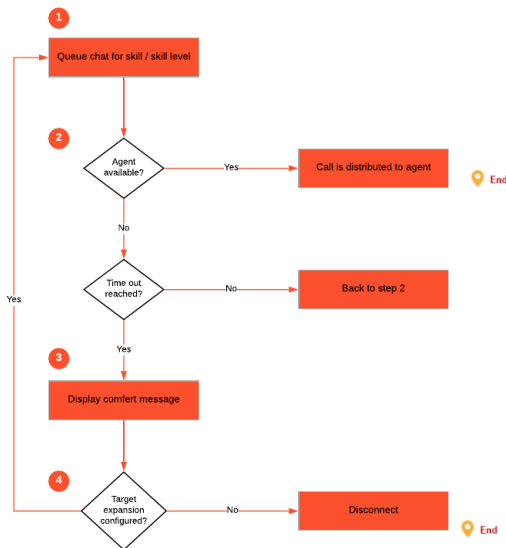 1
Queue chat for skill / skill level
2
Agent
available?
Yes
Call is distributed to agent
End
No
Time out
reached?
No
Back to step 2
Yes
Yes
3
Display comfert message
4
Target
expansion
configured?
No
Disconnect
End